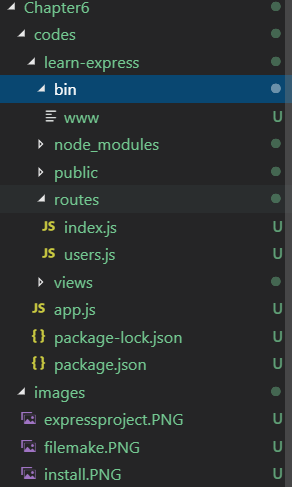 Chapter6
codes
learn-express
bin
www U
node_modules
public
routes
JS index.js U
JS users.js U
views
JS app.js U
{} package-lock.json U
{} package.json U
images
expressproject.PNG U
filemake.PNG U
install.PNG U